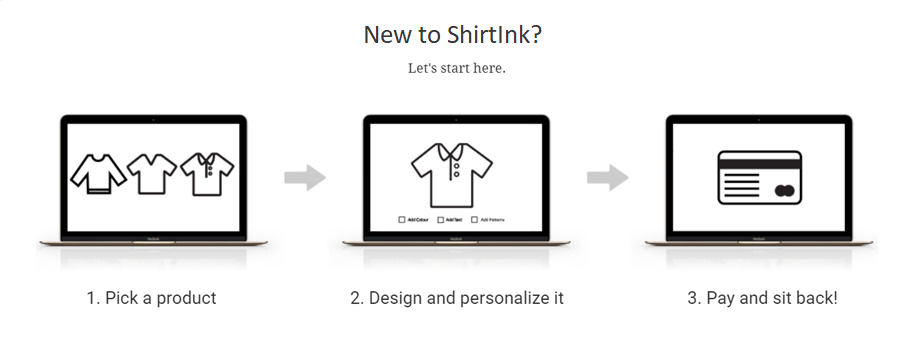 New to ShirtInk?
Let's start here.
Add Colour Add Text Add Patterns
1. Pick a product
2. Design and personalize it
3. Pay and sit back!